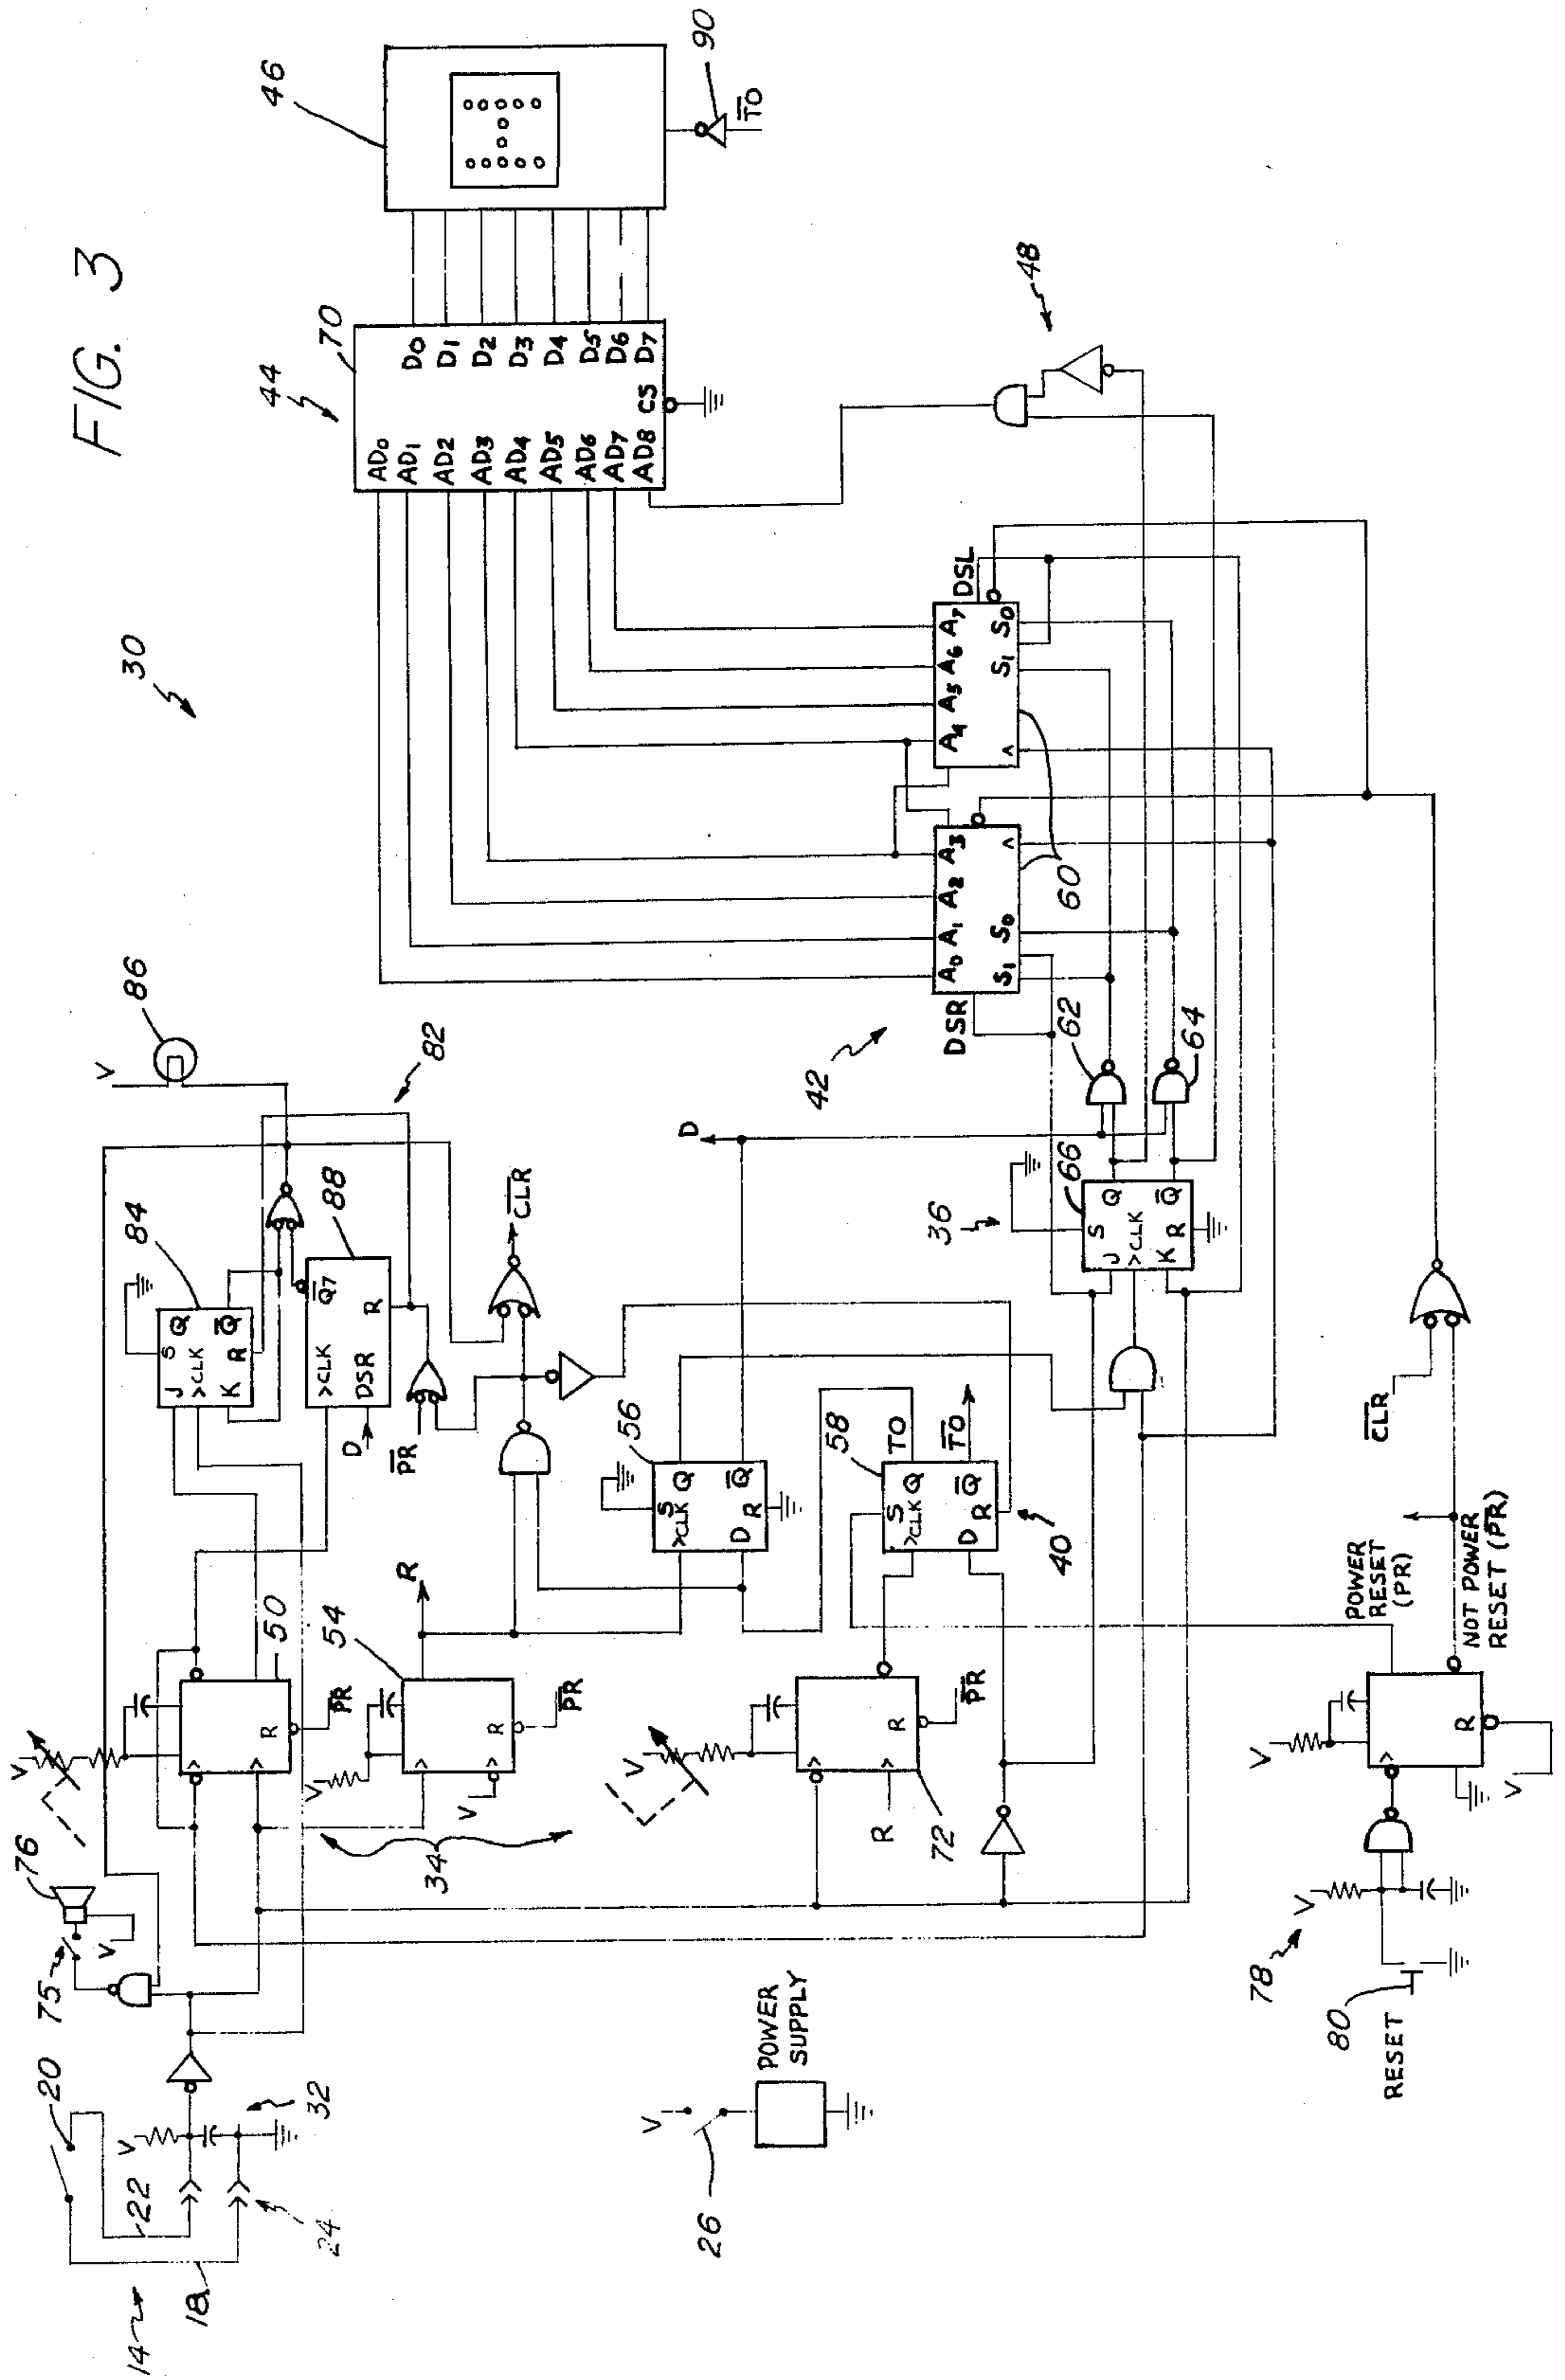 FIG. 3
30
14
18
20
22
24
32
V
75
76
V
V
50
R
PR
34
V
54
R
V
R
PR
84
S
J
Q
>CLK
Q
K
R
82
86
V
88
>CLK
Q7
DSR
R
D
PR
CLR
56
S
Q
>CLK
D
Q
R
58
S
Q
TO
>CLK
D
Q
TO
R
40
V
R
72
R
PR
26
V
POWER
SUPPLY
36
66
S
J
Q
>CLK
K
Q
R
D
62
64
42
DSR
A0 A1 A2 A3
S1 S0
60
A4 A5 A6 A7
S1 S0
DSL
48
44
70
AD0
AD1
AD2
AD3
AD4
AD5
AD6
AD7
AD8
D0
D1
D2
D3
D4
D5
D6
D7
CS
46
90
TO
78
80
RESET
V
V
R
V
POWER
RESET
(PR)
NOT POWER
RESET (PR)
CLR